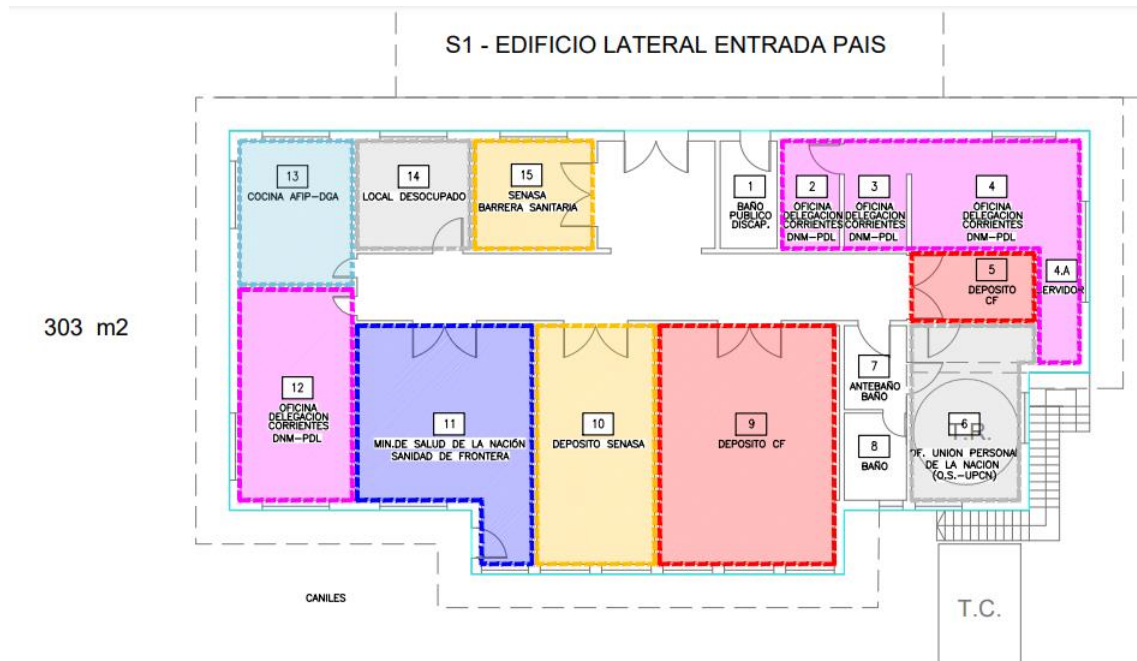 S1 - EDIFICIO LATERAL ENTRADA PAIS
13
COCINA AFIP-DGA
14
LOCAL DESOCUPADO
15
SENASA
BARRERA SANITARIA
1
BAÑO
PUBLICO
DISCAP.
2
OFICINA
DELEGACION
CORRIENTES
DNM-PDL
3
OFICINA
DELEGACION
CORRIENTES
DNM-PDL
4
OFICINA
DELEGACION
CORRIENTES
DNM-PDL
5
DEPOSITO
CF
4.A
ERVIDOR
303 m2
12
OFICINA
DELEGACION
CORRIENTES
DNM-PDL
11
MIN.DE SALUD DE LA NACIÓN
SANIDAD DE FRONTERA
10
DEPOSITO SENASA
9
DEPOSITO CF
7
ANTEBAÑO
BAÑO
8
BAÑO
6
T.R.
OF. UNION PERSONA
DE LA NACION
(O.S.-UPCN)
CANILES
T.C.